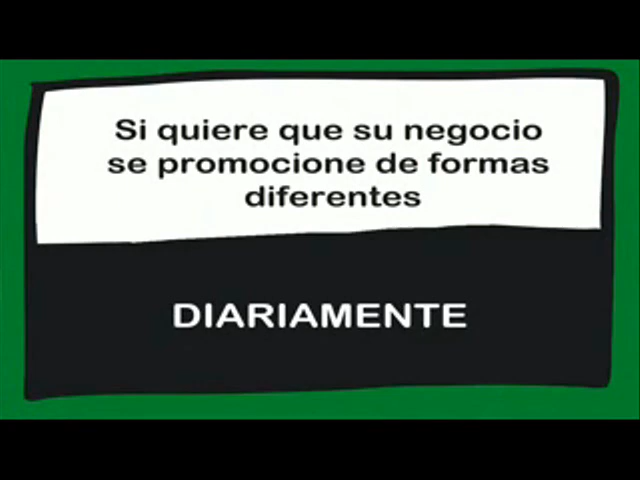 Si quiere que su negocio
se promocione de formas
diferentes
DIARIAMENTE